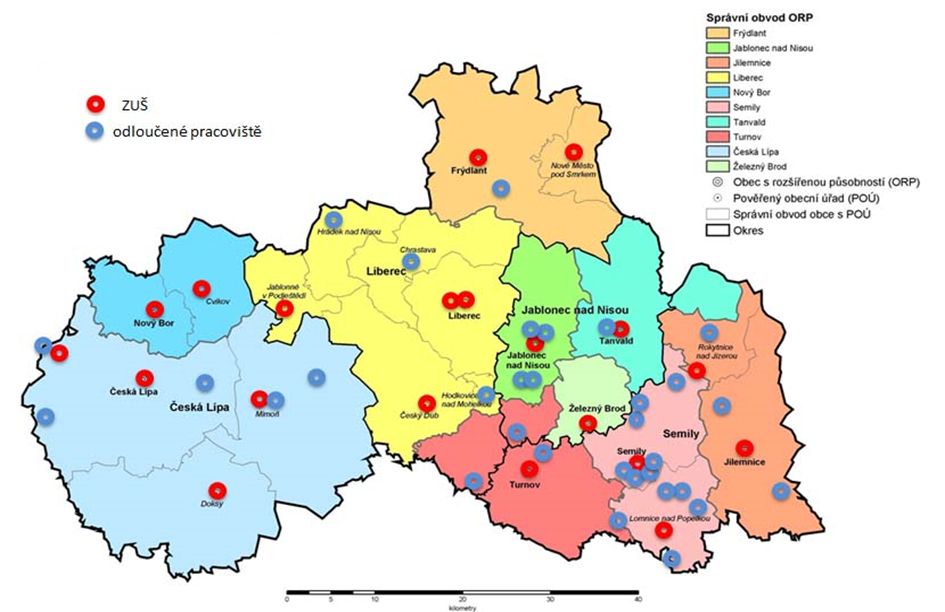 Správní obvod ORP
Frýdlant
Jablonec nad Nisou
Jilemnice
Liberec
Nový Bor
Semily
Tanvald
Turnov
Česká Lípa
Železný Brod
Obec s rozšířenou působností (ORP)
Pověřený obecní úřad (POÚ)
Správní obvod obce s POÚ
Okres
ZUŠ
odloučené pracoviště
Frýdlant
Nové Město
pod Smrkem
Hrádek nad Nisou
Chrastava
Liberec
Jablonné
v Podještědí
Cvikov
Nový Bor
Liberec
Jablonec nad Nisou
Tanvald
Jablonec
nad Nisou
Rokytnice
nad Jizerou
Česká Lípa
Česká Lípa
Mimoň
Hodkovice
nad Mohelkou
Český Dub
Železný Brod
Semily
Semily
Jilemnice
Turnov
Doksy
Lomnice nad Popelkou
0 5 10 20 30 40
kilometry